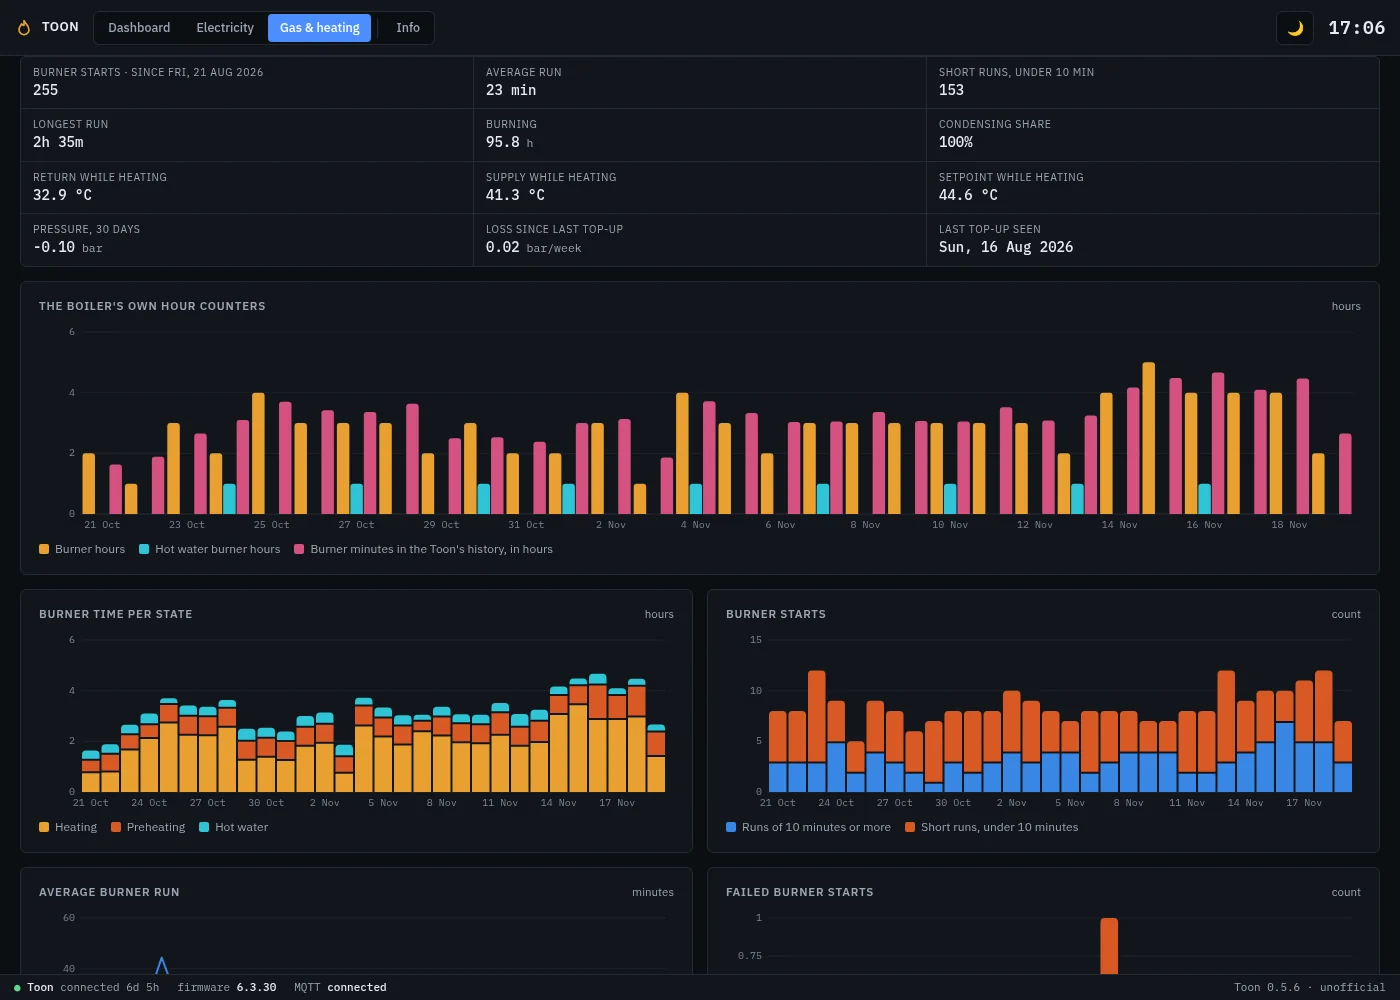 TOON Dashboard Electricity Gas & heating Info 17:06
BURNER STARTS · SINCE FRI, 21 AUG 2026 AVERAGE RUN SHORT RUNS, UNDER 10 MIN
255 23 min 153
LONGEST RUN BURNING CONDENSING SHARE
2h 35m 95.8 h 100%
RETURN WHILE HEATING SUPPLY WHILE HEATING SETPOINT WHILE HEATING
32.9 °C 41.3 °C 44.6 °C
PRESSURE, 30 DAYS LOSS SINCE LAST TOP-UP LAST TOP-UP SEEN
-0.10 bar 0.02 bar/week Sun, 16 Aug 2026
THE BOILER'S OWN HOUR COUNTERS hours
6
4
2
0
21 Oct 23 Oct 25 Oct 27 Oct 29 Oct 31 Oct 2 Nov 4 Nov 6 Nov 8 Nov 10 Nov 12 Nov 14 Nov 16 Nov 18 Nov
Burner hours Hot water burner hours Burner minutes in the Toon's history, in hours
BURNER TIME PER STATE hours
6
4
2
0
21 Oct 24 Oct 27 Oct 30 Oct 2 Nov 5 Nov 8 Nov 11 Nov 14 Nov 17 Nov
Heating Preheating Hot water
BURNER STARTS count
15
10
5
0
21 Oct 24 Oct 27 Oct 30 Oct 2 Nov 5 Nov 8 Nov 11 Nov 14 Nov 17 Nov
Runs of 10 minutes or more Short runs, under 10 minutes
AVERAGE BURNER RUN minutes
60
40
FAILED BURNER STARTS count
1
0.75
Toon connected 6d 5h firmware 6.3.30 MQTT connected Toon 0.5.6 · unofficial